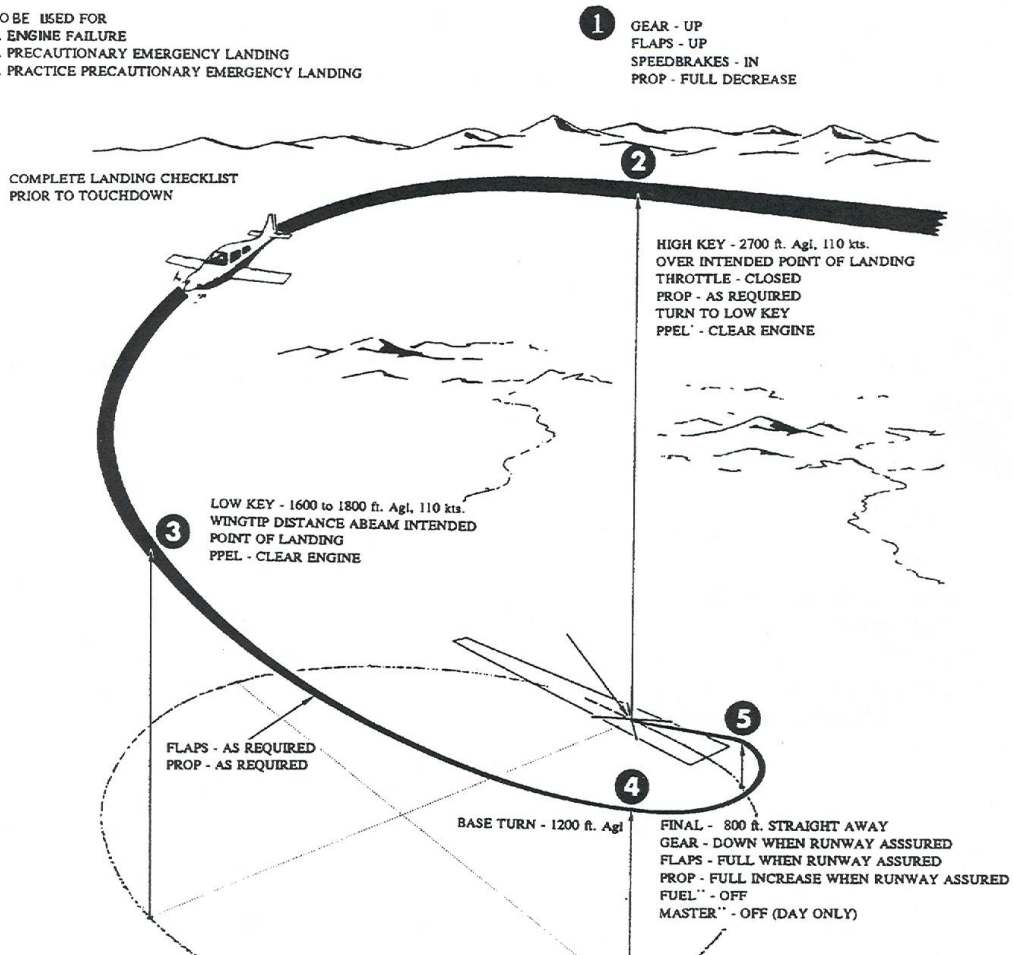 O BE USED FOR
. ENGINE FAILURE
. PRECAUTIONARY EMERGENCY LANDING
. PRACTICE PRECAUTIONARY EMERGENCY LANDING
1
GEAR - UP
FLAPS - UP
SPEEDBRAKES - IN
PROP - FULL DECREASE
COMPLETE LANDING CHECKLIST
PRIOR TO TOUCHDOWN
2
HIGH KEY - 2700 ft. Agl, 110 kts.
OVER INTENDED POINT OF LANDING
THROTTLE - CLOSED
PROP - AS REQUIRED
TURN TO LOW KEY
PPEL* - CLEAR ENGINE
3
LOW KEY - 1600 to 1800 ft. Agl, 110 kts.
WINGTIP DISTANCE ABEAM INTENDED
POINT OF LANDING
PPEL - CLEAR ENGINE
FLAPS - AS REQUIRED
PROP - AS REQUIRED
4
BASE TURN - 1200 ft. Agl
5
FINAL - 800 ft. STRAIGHT AWAY
GEAR - DOWN WHEN RUNWAY ASSSURED
FLAPS - FULL WHEN RUNWAY ASSURED
PROP - FULL INCREASE WHEN RUNWAY ASSURED
FUEL** - OFF
MASTER** - OFF (DAY ONLY)